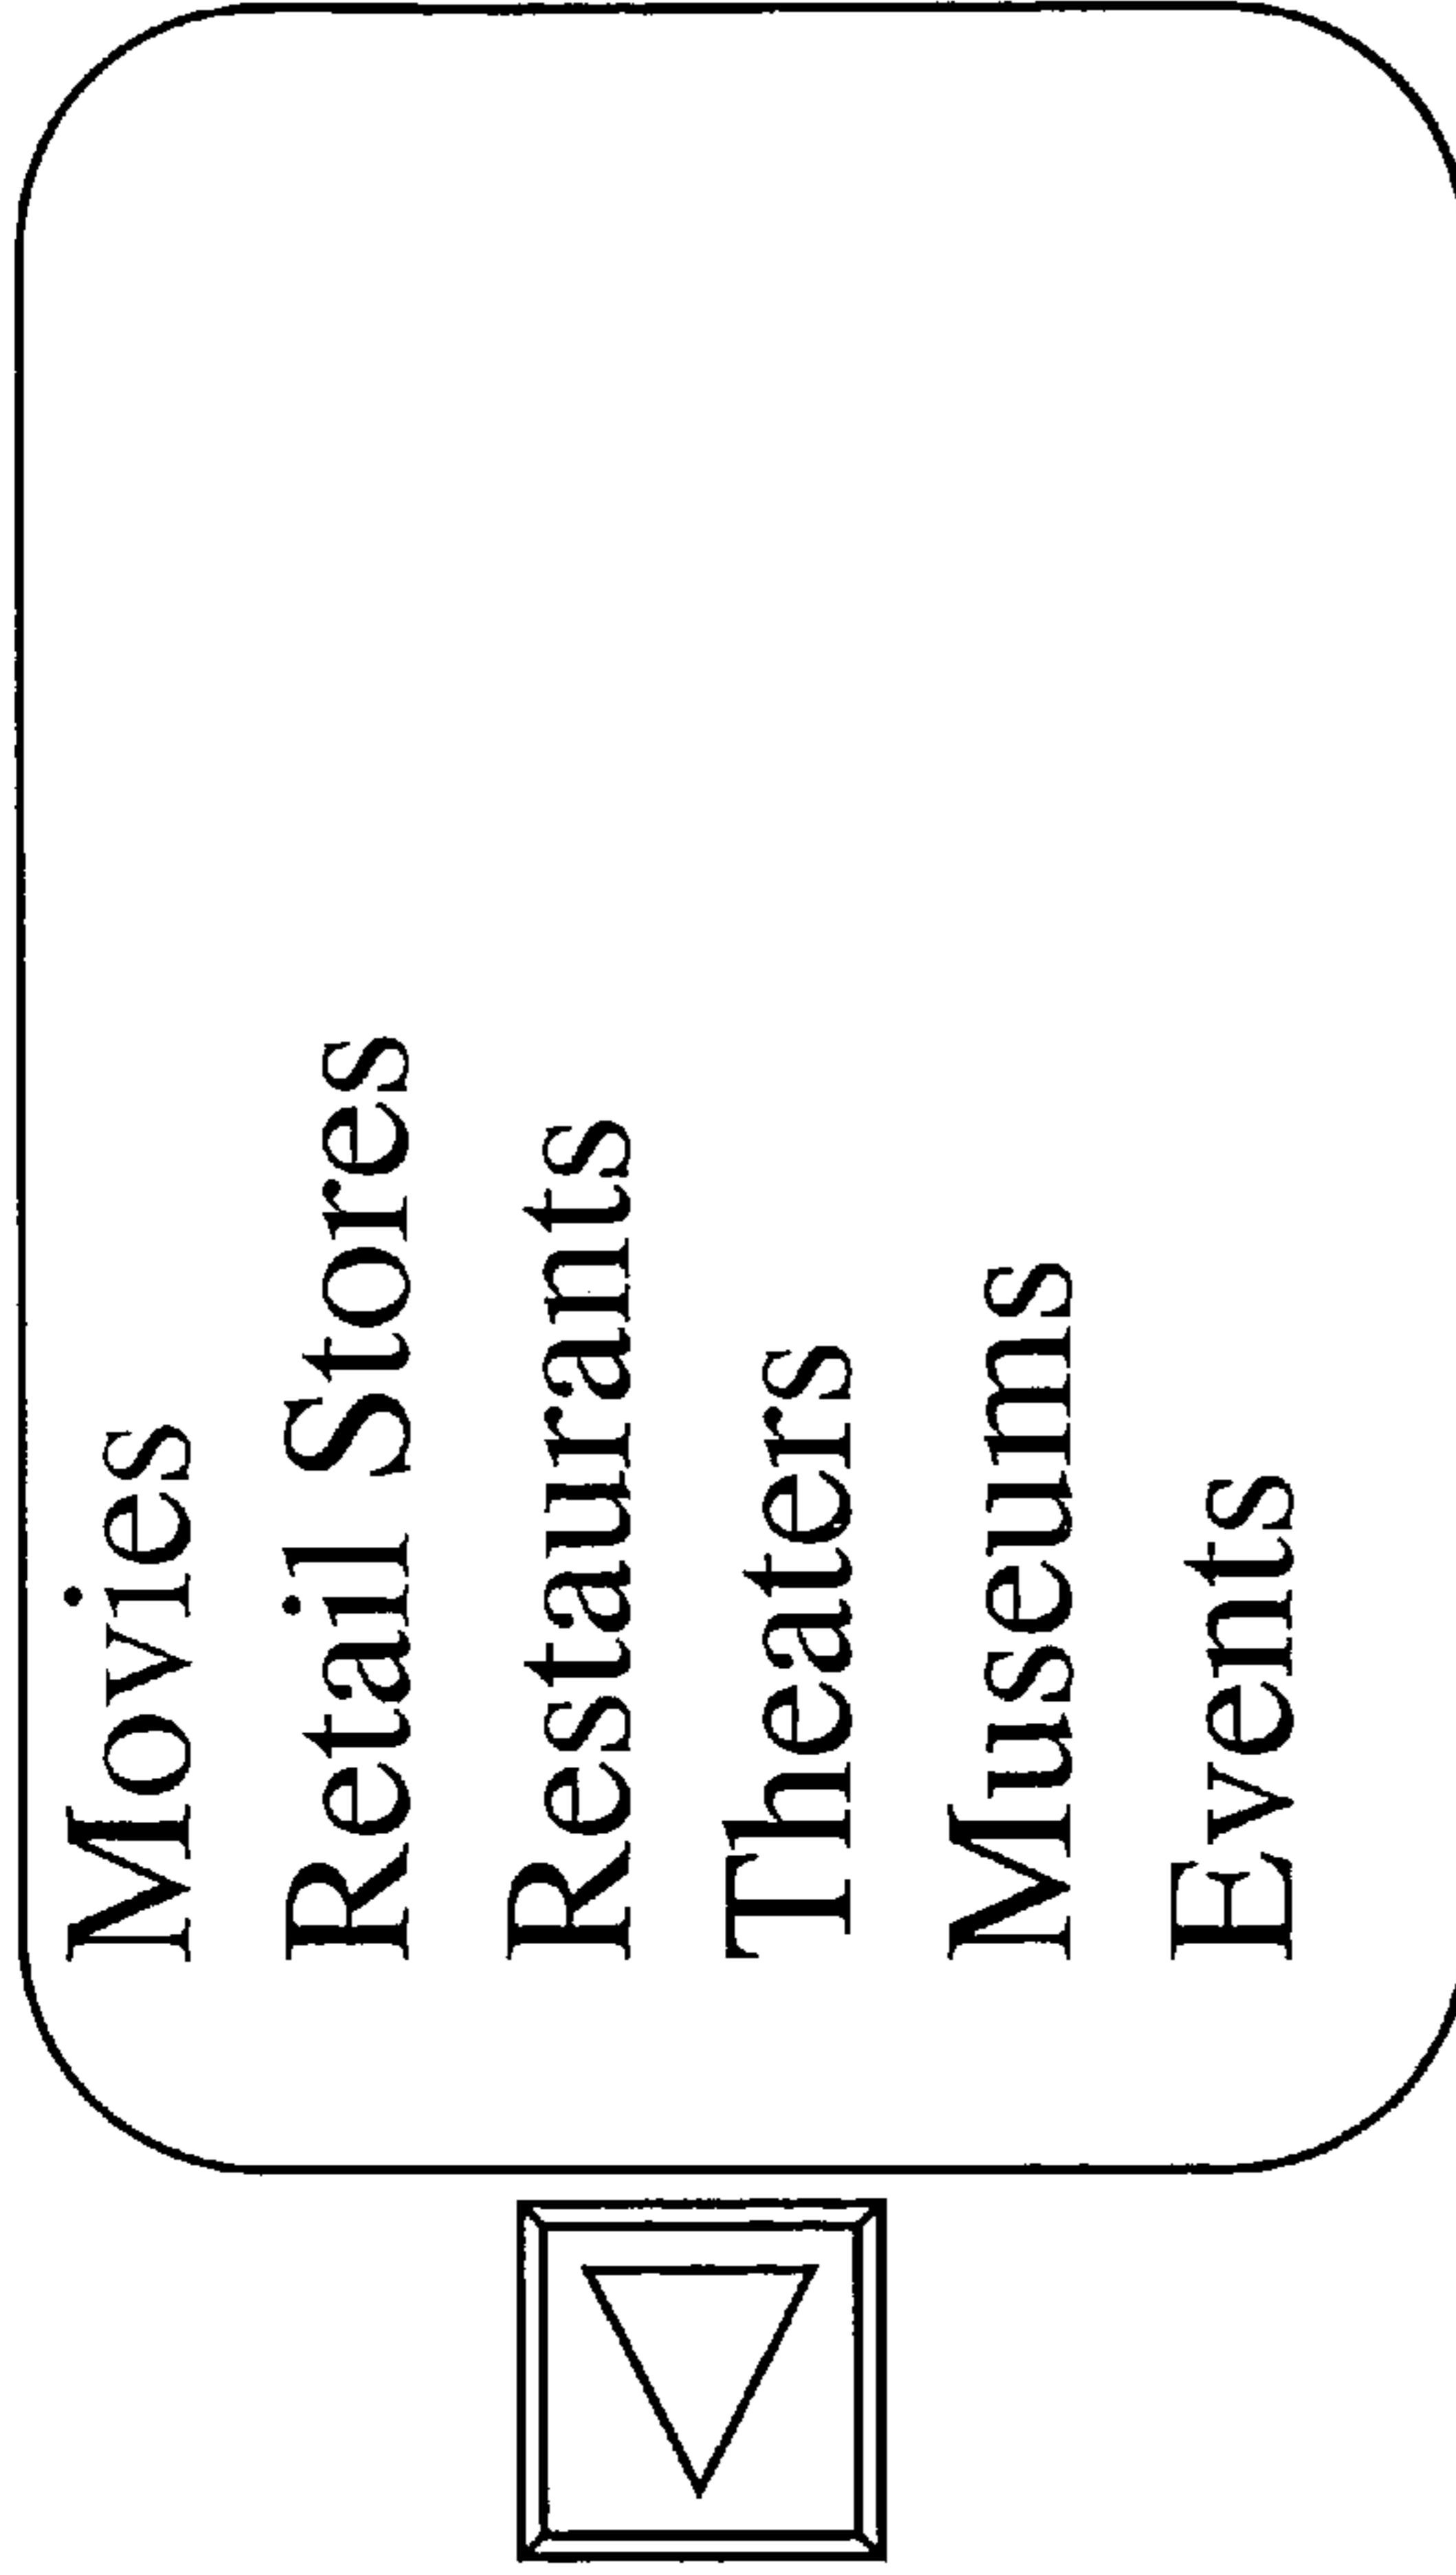 Movies
Retail Stores
Restaurants
Theaters
Museums
Events